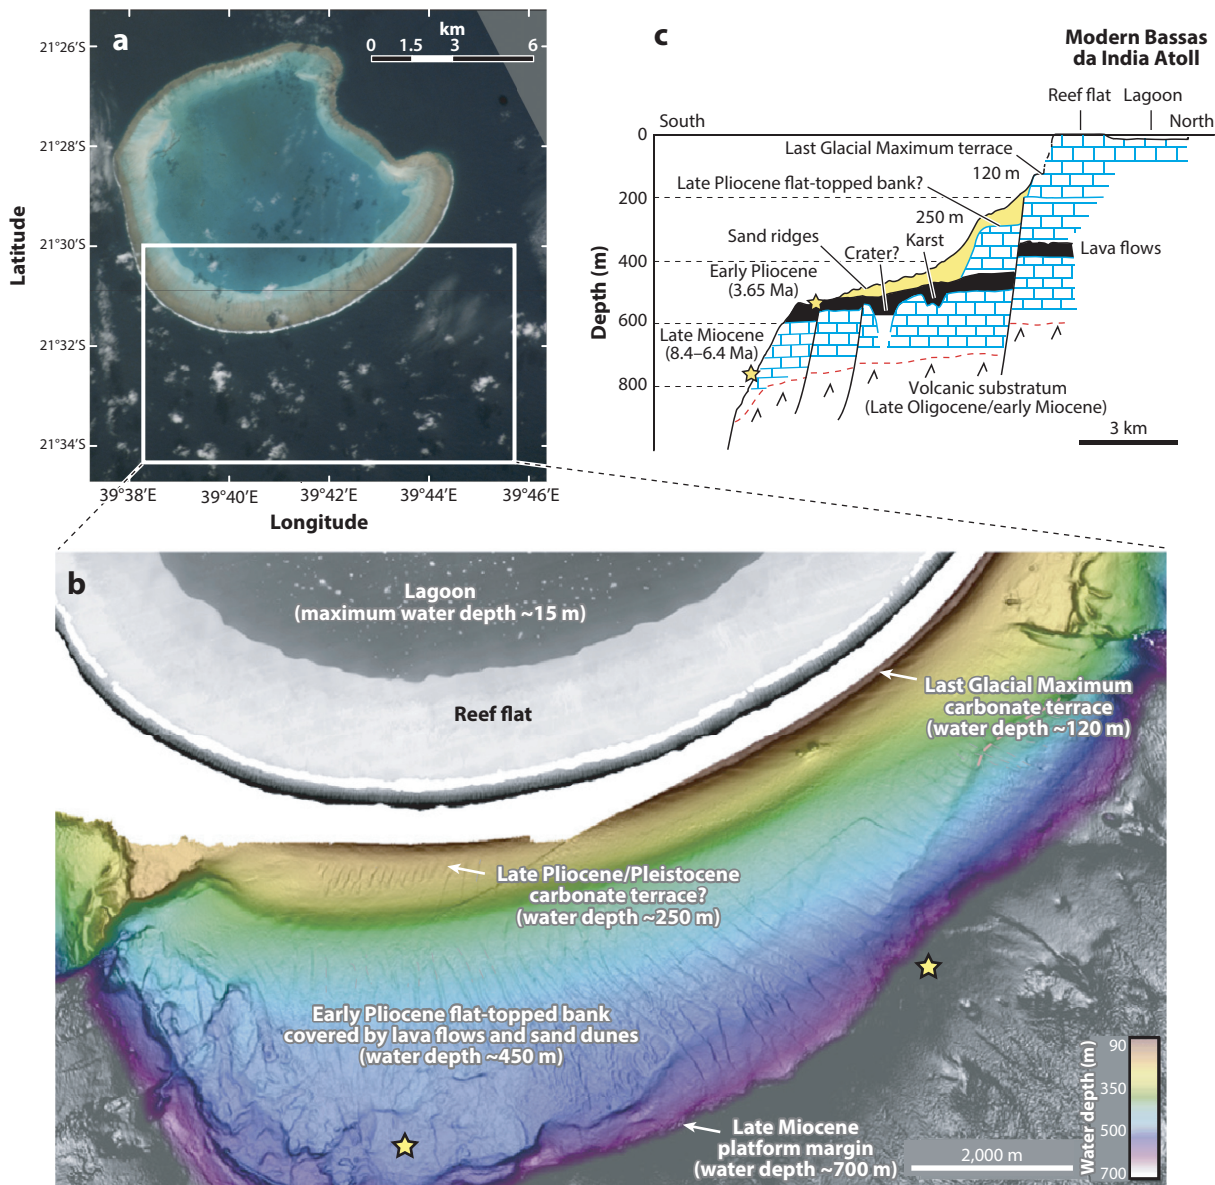 a
km
0 1.5 3 6
21°26′S
21°28′S
21°30′S
21°32′S
21°34′S
Latitude
39°38′E 39°40′E 39°42′E 39°44′E 39°46′E
Longitude
c
Modern Bassas
da India Atoll
Reef flat Lagoon
South
North
0
200
400
600
800
Depth (m)
Last Glacial Maximum terrace
120 m
Late Pliocene flat-topped bank?
250 m
Sand ridges
Crater?
Karst
Lava flows
Early Pliocene
(3.65 Ma)
Late Miocene
(8.4–6.4 Ma)
Volcanic substratum
(Late Oligocene/early Miocene)
3 km
b
Lagoon
(maximum water depth ~15 m)
Reef flat
Last Glacial Maximum
carbonate terrace
(water depth ~120 m)
Late Pliocene/Pleistocene
carbonate terrace?
(water depth ~250 m)
Early Pliocene flat-topped bank
covered by lava flows and sand dunes
(water depth ~450 m)
Late Miocene
platform margin
(water depth ~700 m)
2,000 m
Water depth (m)
90
350
500
700